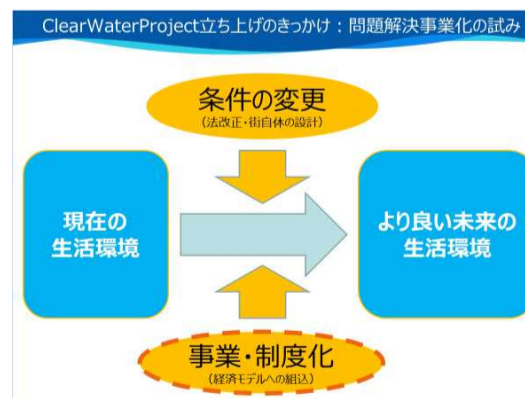 ClearWaterProject立ち上げのきっかけ：問題解決事業化の試み
条件の変更
（法改正・街自体の設計）
現在の
生活環境
より良い未来の
生活環境
事業・制度化
（経済モデルへの組込）